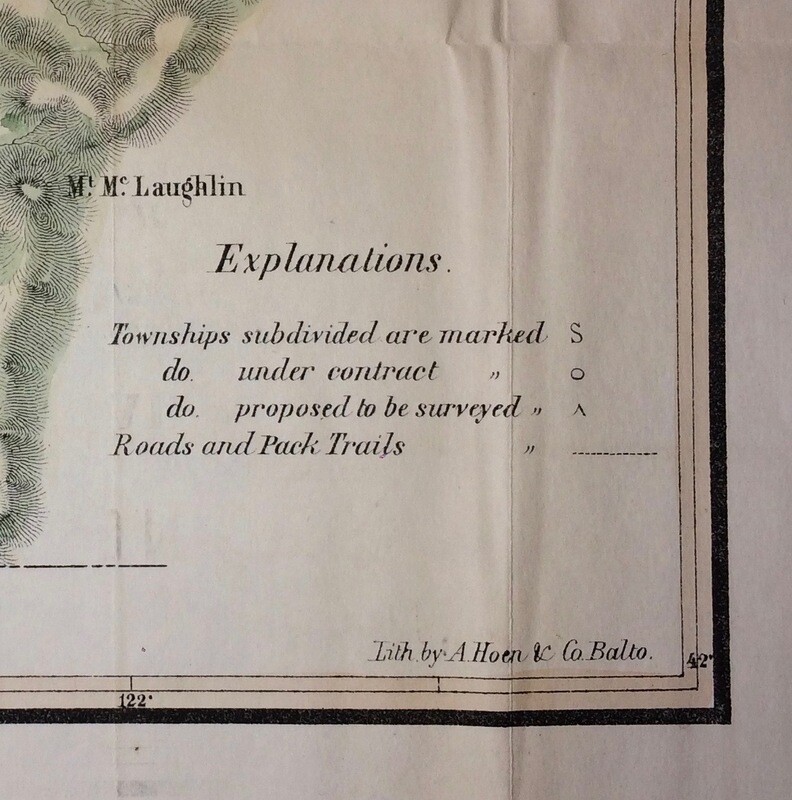 Mt. Mc. Laughlin
Explanations.
Townships subdivided are marked S
do. under contract „ o
do. proposed to be surveyed „ ^
Roads and Pack Trails „ ------------
Lith. by A. Hoen & Co. Balto.
42°
122°